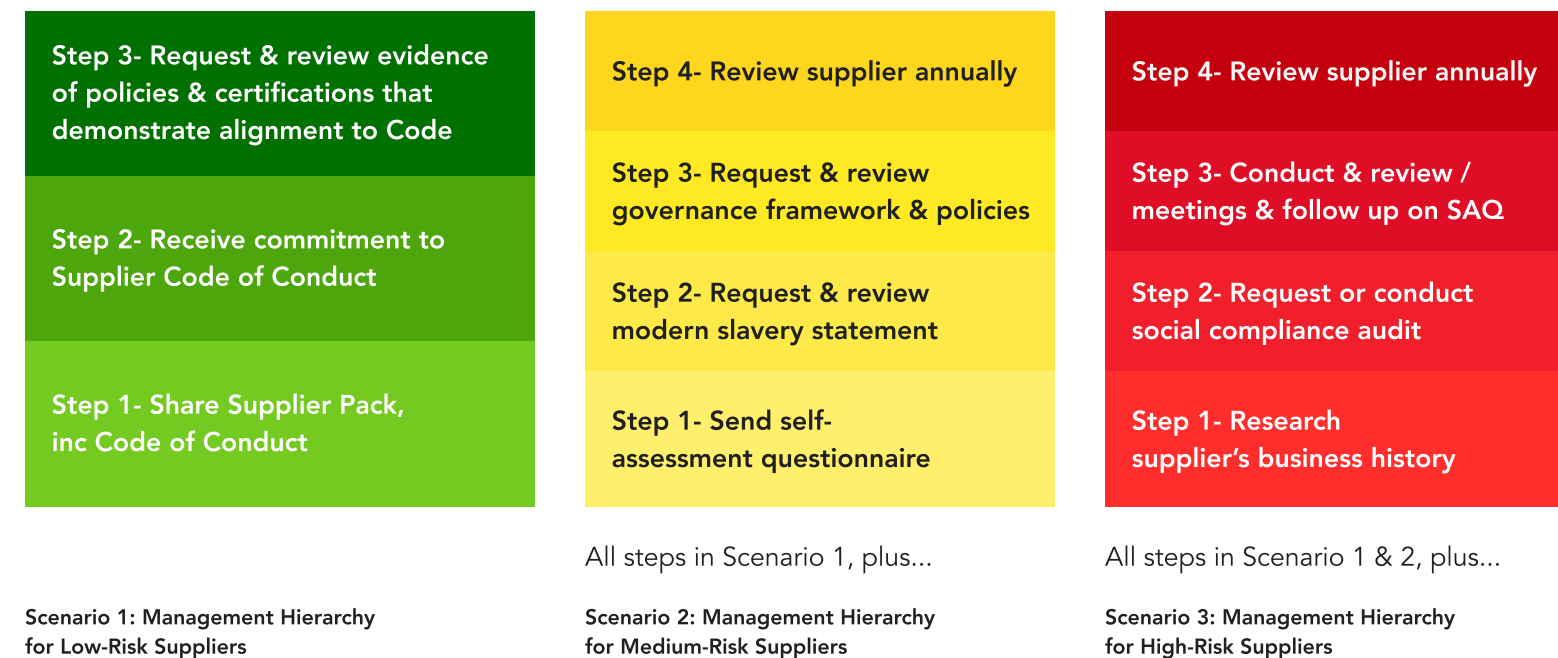 Step 3- Request & review evidence
of policies & certifications that
demonstrate alignment to Code
Step 2- Receive commitment to
Supplier Code of Conduct
Step 1- Share Supplier Pack,
inc Code of Conduct
Scenario 1: Management Hierarchy
for Low-Risk Suppliers
Step 4- Review supplier annually
Step 3- Request & review
governance framework & policies
Step 2- Request & review
modern slavery statement
Step 1- Send self-
assessment questionnaire
All steps in Scenario 1, plus...
Scenario 2: Management Hierarchy
for Medium-Risk Suppliers
Step 4- Review supplier annually
Step 3- Conduct & review /
meetings & follow up on SAQ
Step 2- Request or conduct
social compliance audit
Step 1- Research
supplier’s business history
All steps in Scenario 1 & 2, plus...
Scenario 3: Management Hierarchy
for High-Risk Suppliers